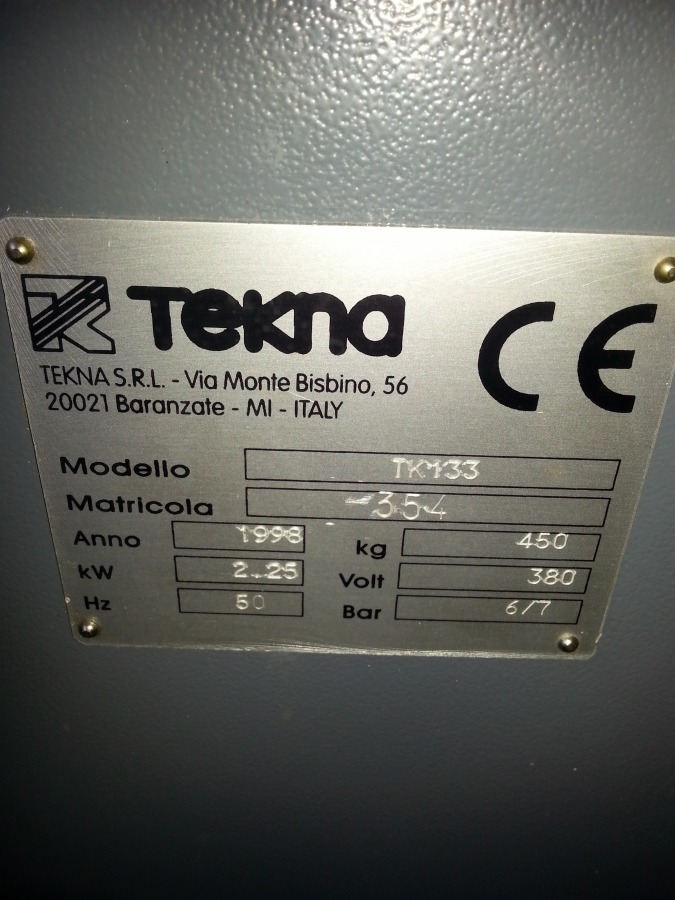 Tekna CE
TEKNA S.R.L. - Via Monte Bisbino, 56
20021 Baranzate - MI - ITALY
Modello TK133
Matricola -354
Anno 1998 kg 450
kW 2.25 Volt 380
Hz 50 Bar 6/7